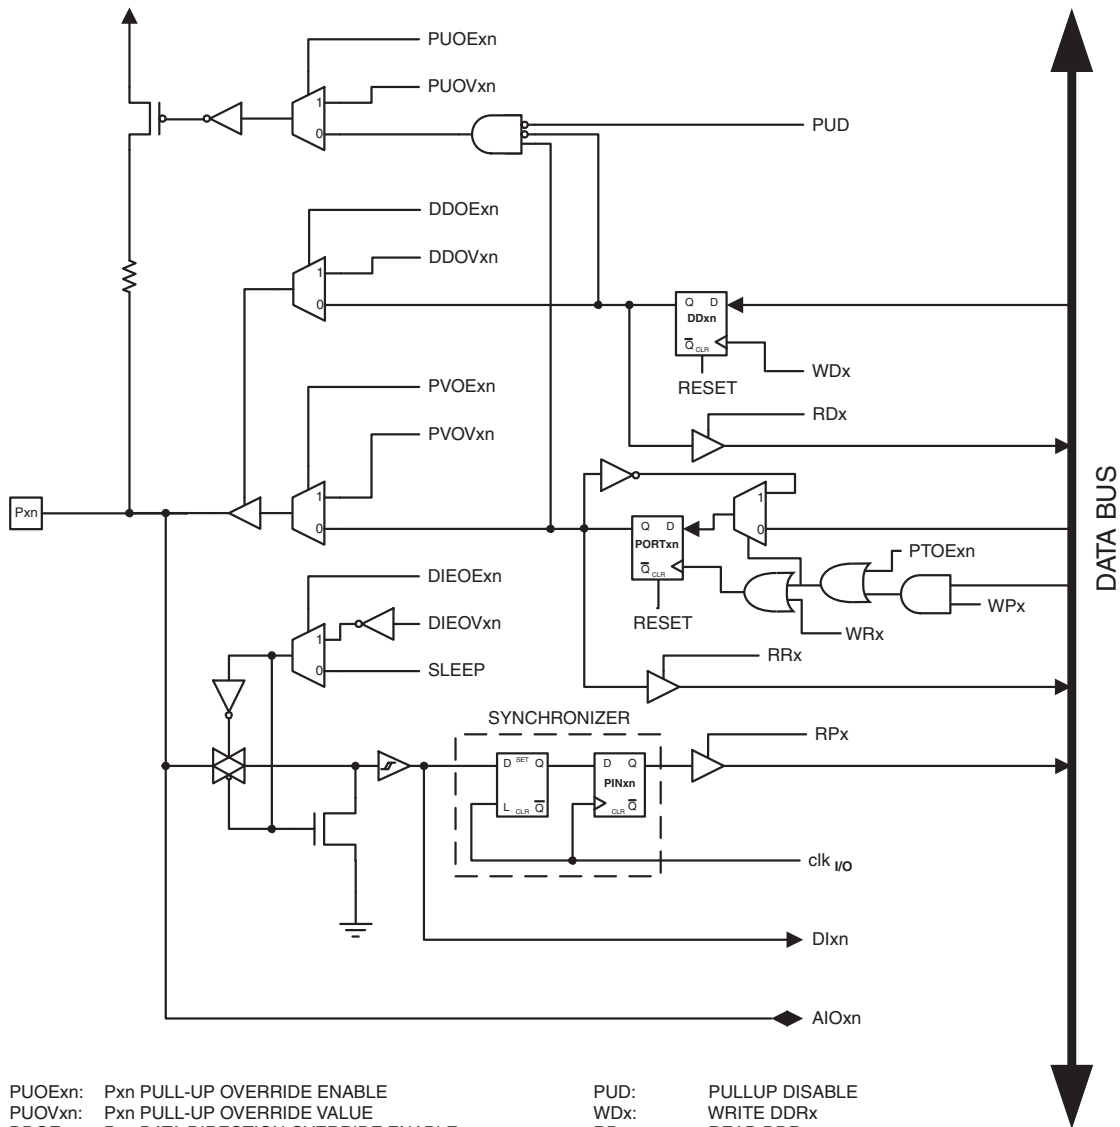 PUOExn
PUOVxn
1
0
PUD
DDOExn
DDOVxn
1
0
Q D
DDxn
Q CLR
WDx
RESET
RDx
PVOExn
PVOVxn
1
0
Pxn
1
0
Q D
PORTxn
Q CLR
RESET
PTOExn
WPx
WRx
DATA BUS
DIEOExn
DIEOVxn
1
0
SLEEP
RRx
SYNCHRONIZER
RPx
D SET Q
L CLR Q
D Q
PINxn
CLR Q
clk I/O
DIxn
AIOxn
PUOExn: Pxn PULL-UP OVERRIDE ENABLE
PUOVxn: Pxn PULL-UP OVERRIDE VALUE
PUD: PULLUP DISABLE
WDx: WRITE DDRx